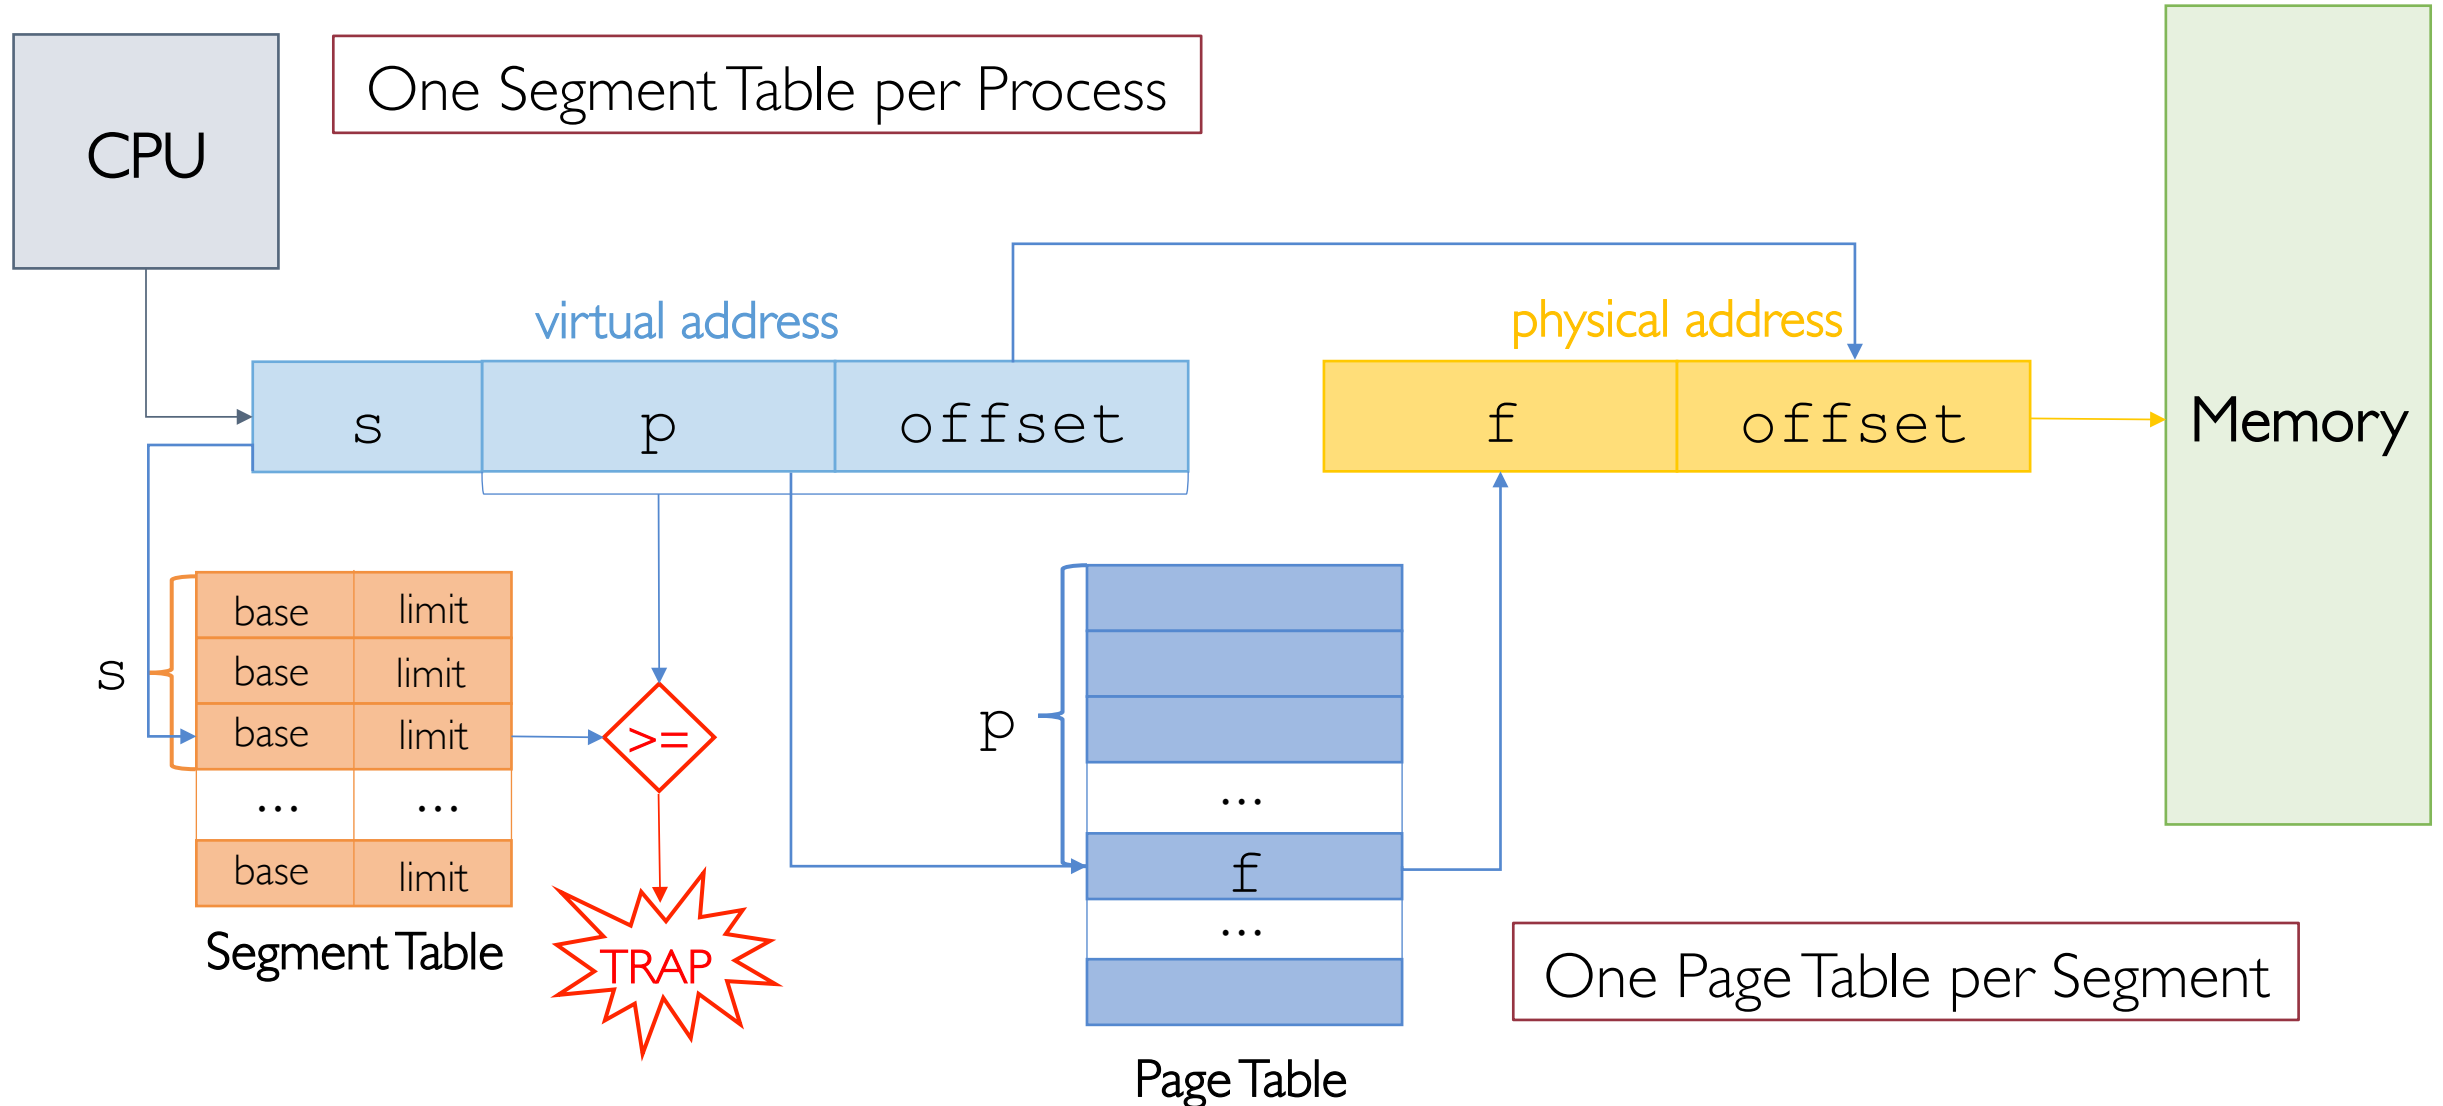 One Segment Table per Process
CPU
virtual address
physical address
s p offset
f offset
Memory
base limit
s
base limit
base limit
>=
... ...
base limit
Segment Table
TRAP
p
...
f
...
Page Table
One Page Table per Segment